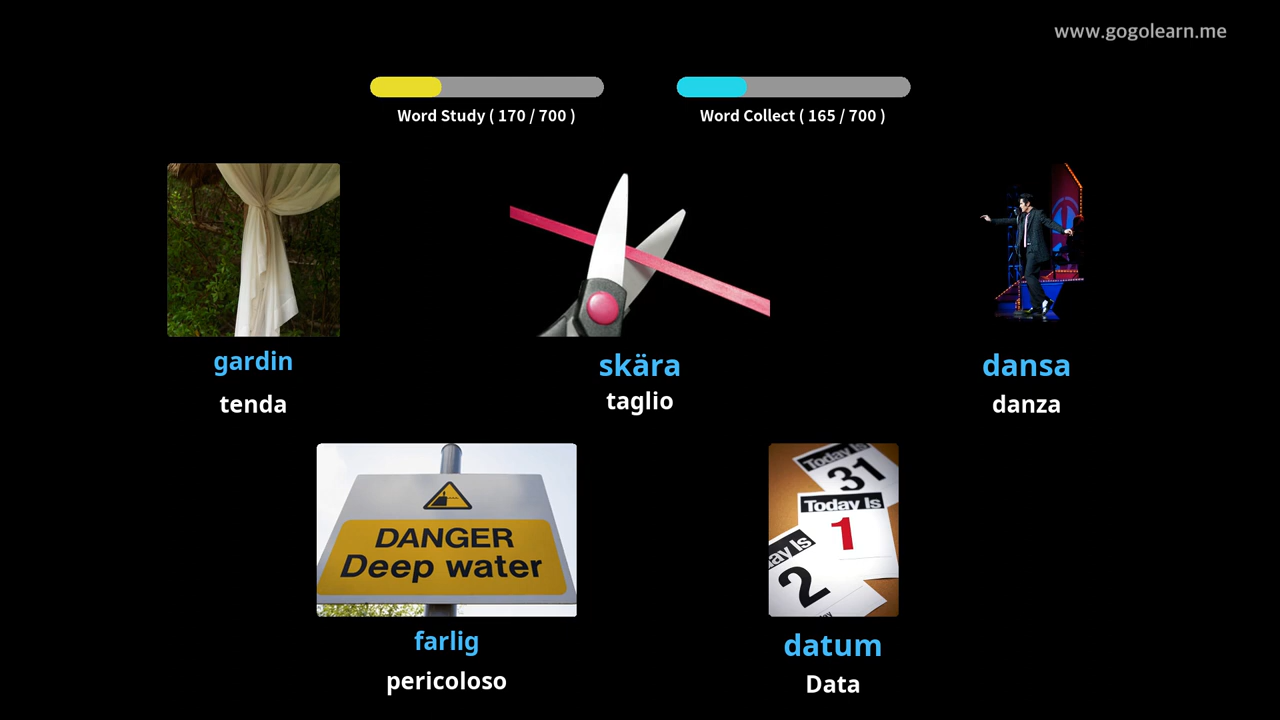 www.gogolearn.me
Word Study ( 170 / 700 )
Word Collect ( 165 / 700 )
gardin
tenda
skära
taglio
dansa
danza
DANGER
Deep water
farlig
pericoloso
Today Is
31
Today Is
1
ay Is
2
datum
Data